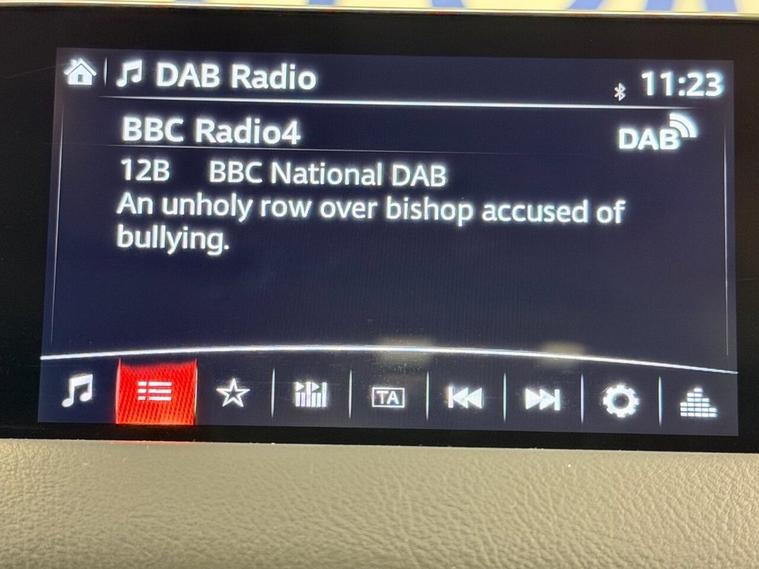 DAB Radio
11:23
BBC Radio4
DAB
12B BBC National DAB
An unholy row over bishop accused of
bullying.
TA